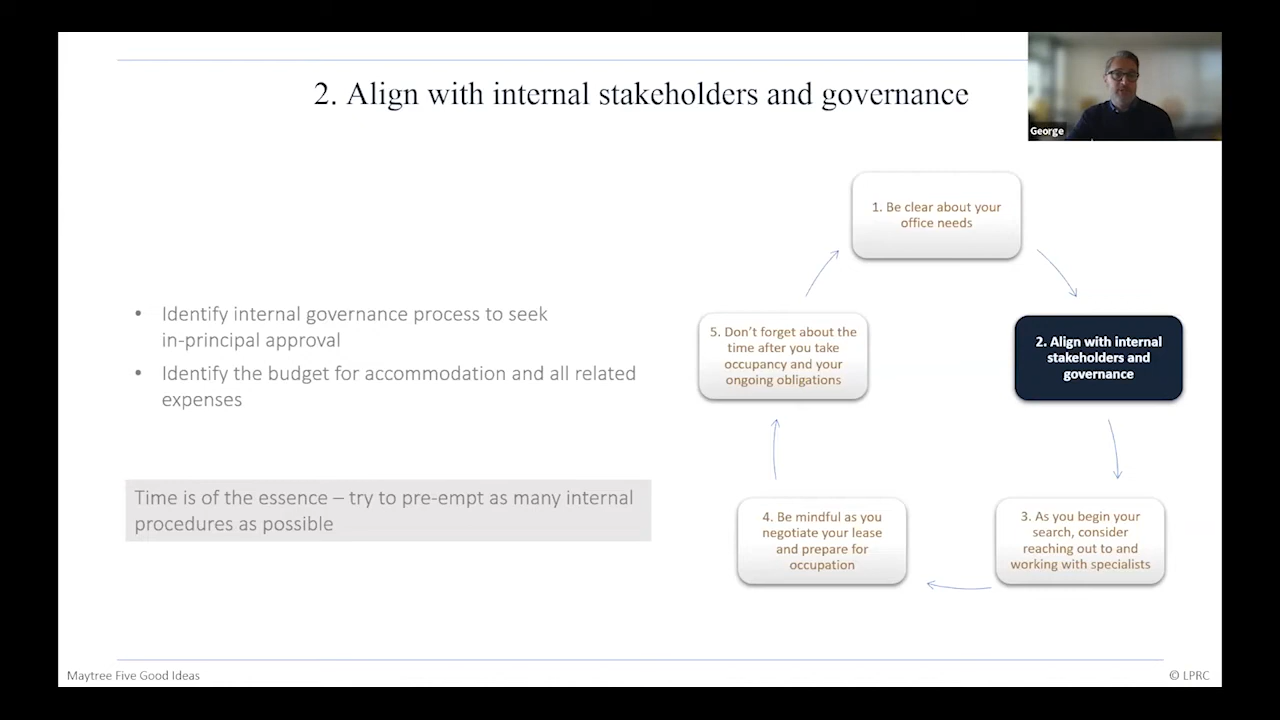 2. Align with internal stakeholders and governance
George
• Identify internal governance process to seek
in-principal approval
• Identify the budget for accommodation and all related
expenses
Time is of the essence – try to pre-empt as many internal
procedures as possible
1. Be clear about your
office needs
2. Align with internal
stakeholders and
governance
3. As you begin your
search, consider
reaching out to and
working with specialists
4. Be mindful as you
negotiate your lease
and prepare for
occupation
5. Don’t forget about the
time after you take
occupancy and your
ongoing obligations
Maytree Five Good Ideas
© LPRC